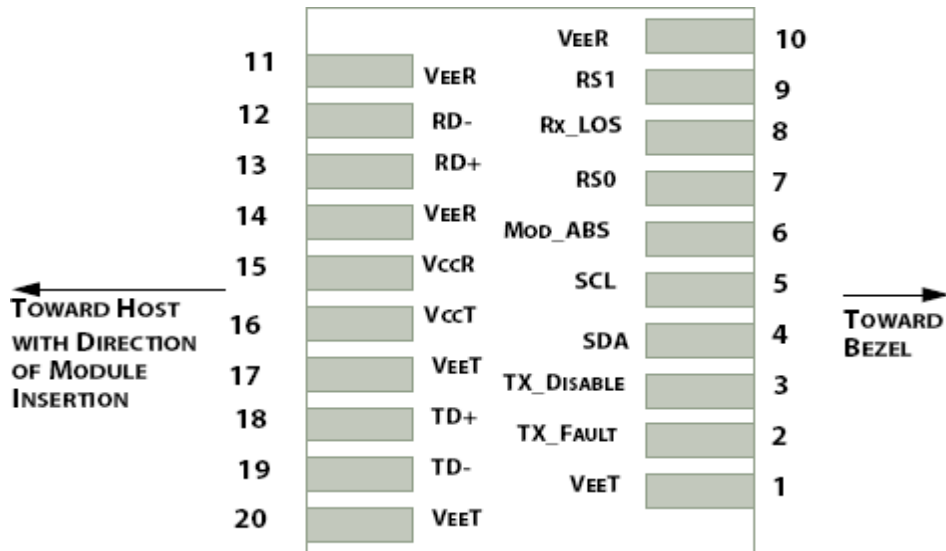 VEER 10
11 VEER
RS1 9
12 RD-
Rx_LOS 8
13 RD+
RS0 7
14 VEER
MOD_ABS 6
15 VccR
SCL 5
16 VccT
SDA 4
17 VEET
TX_DISABLE 3
18 TD+
TX_FAULT 2
19 TD-
VEET 1
20 VEET
TOWARD HOST
WITH DIRECTION
OF MODULE
INSERTION
TOWARD
BEZEL